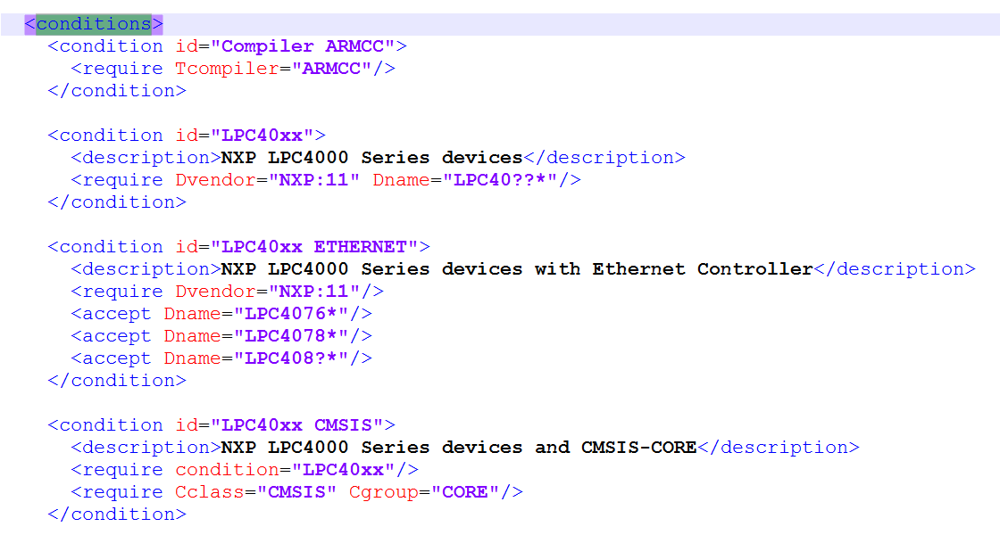 <conditions>
<condition id="Compiler ARMCC">
<require Tcompiler="ARMCC"/>
</condition>
<condition id="LPC40xx">
<description>NXP LPC4000 Series devices</description>
<require Dvendor="NXP:11" Dname="LPC40??*"/>
</condition>
<condition id="LPC40xx ETHERNET">
<description>NXP LPC4000 Series devices with Ethernet Controller</description>
<require Dvendor="NXP:11"/>
<accept Dname="LPC4076*"/>
<accept Dname="LPC4078*"/>
<accept Dname="LPC408?*"/>
</condition>
<condition id="LPC40xx CMSIS">
<description>NXP LPC4000 Series devices and CMSIS-CORE</description>
<require condition="LPC40xx"/>
<require Cclass="CMSIS" Cgroup="CORE"/>
</condition>